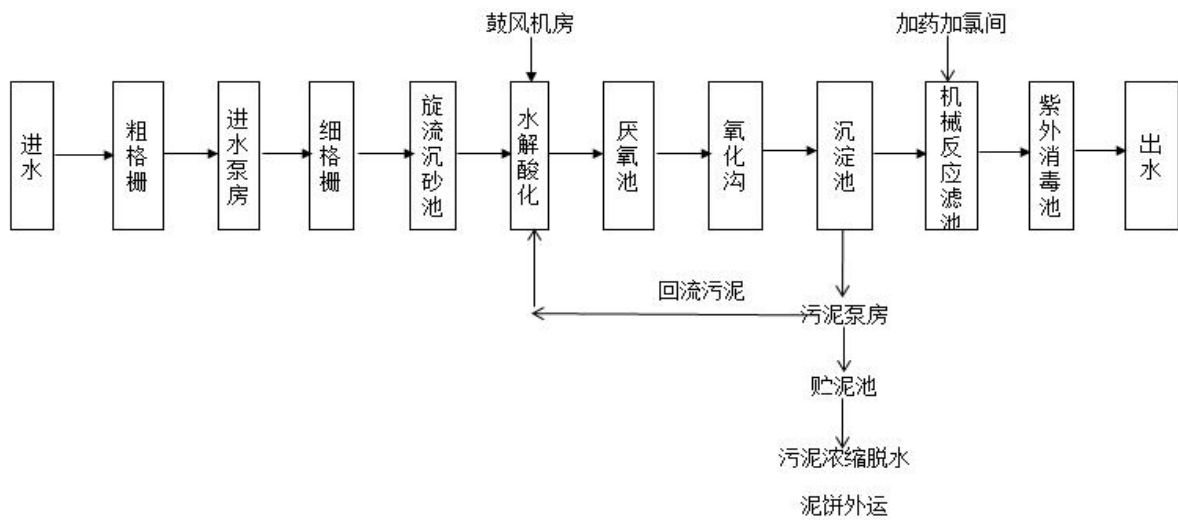 鼓风机房
加药加氯间
进水
粗格栅
进水泵房
细格栅
旋流沉砂池
水解酸化
厌氧池
氧化沟
沉淀池
机械反应滤池
紫外消毒池
出水
回流污泥
污泥泵房
贮泥池
污泥浓缩脱水
泥饼外运